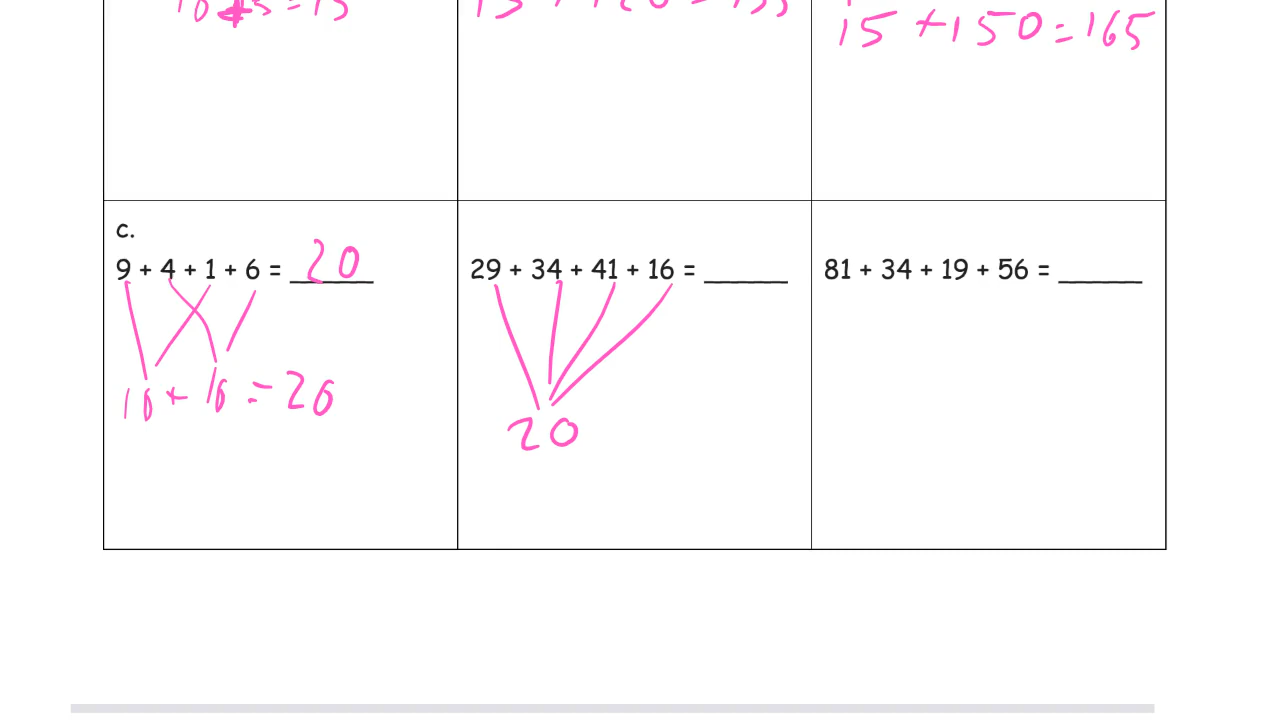 15 + 150 = 165
c.
9 + 4 + 1 + 6 = 20
29 + 34 + 41 + 16 = ______
81 + 34 + 19 + 56 = ______
10 + 10 = 20
20